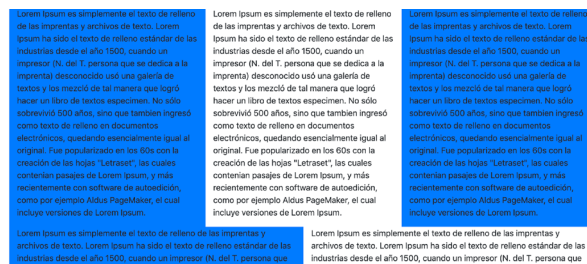 Lorem Ipsum es simplemente el texto de relleno
de las imprentas y archivos de texto. Lorem
Ipsum ha sido el texto de relleno estándar de las
industrias desde el año 1500, cuando un
impresor (N. del T. persona que se dedica a la
imprenta) desconocido usó una galería de
textos y los mezcló de tal manera que logró
hacer un libro de textos especimen. No sólo
sobrevivió 500 años, sino que tambien ingresó
como texto de relleno en documentos
electrónicos, quedando esencialmente igual al
original. Fue popularizado en los 60s con la
creación de las hojas "Letraset", las cuales
contenian pasajes de Lorem Ipsum, y más
recientemente con software de autoedición,
como por ejemplo Aldus PageMaker, el cual
incluye versiones de Lorem Ipsum.
Lorem Ipsum es simplemente el texto de relleno
de las imprentas y archivos de texto. Lorem
Ipsum ha sido el texto de relleno estándar de las
industrias desde el año 1500, cuando un
impresor (N. del T. persona que se dedica a la
imprenta) desconocido usó una galería de
textos y los mezcló de tal manera que logró
hacer un libro de textos especimen. No sólo
sobrevivió 500 años, sino que tambien ingresó
como texto de relleno en documentos
electrónicos, quedando esencialmente igual al
original. Fue popularizado en los 60s con la
creación de las hojas "Letraset", las cuales
contenian pasajes de Lorem Ipsum, y más
recientemente con software de autoedición,
como por ejemplo Aldus PageMaker, el cual
incluye versiones de Lorem Ipsum.
Lorem Ipsum es simplemente el texto de relleno
de las imprentas y archivos de texto. Lorem
Ipsum ha sido el texto de relleno estándar de las
industrias desde el año 1500, cuando un
impresor (N. del T. persona que se dedica a la
imprenta) desconocido usó una galería de
textos y los mezcló de tal manera que logró
hacer un libro de textos especimen. No sólo
sobrevivió 500 años, sino que tambien ingresó
como texto de relleno en documentos
electrónicos, quedando esencialmente igual al
original. Fue popularizado en los 60s con la
creación de las hojas "Letraset", las cuales
contenian pasajes de Lorem Ipsum, y más
recientemente con software de autoedición,
como por ejemplo Aldus PageMaker, el cual
incluye versiones de Lorem Ipsum.
Lorem Ipsum es simplemente el texto de relleno de las imprentas y
archivos de texto. Lorem Ipsum ha sido el texto de relleno estándar de las
industrias desde el año 1500, cuando un impresor (N. del T. persona que
Lorem Ipsum es simplemente el texto de relleno de las imprentas y
archivos de texto. Lorem Ipsum ha sido el texto de relleno estándar de las
industrias desde el año 1500, cuando un impresor (N. del T. persona que